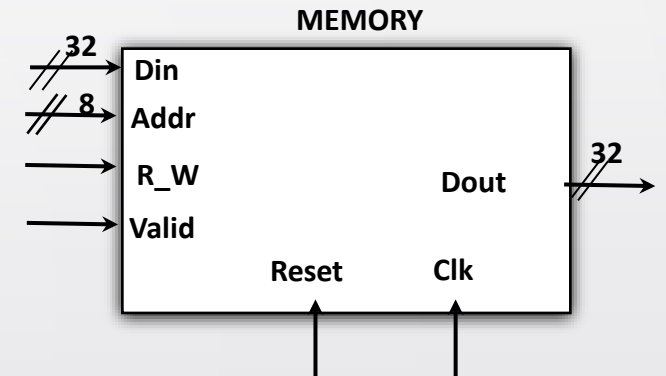 MEMORY
32
Din
8
Addr
R_W
Valid
32
Dout
Reset
Clk